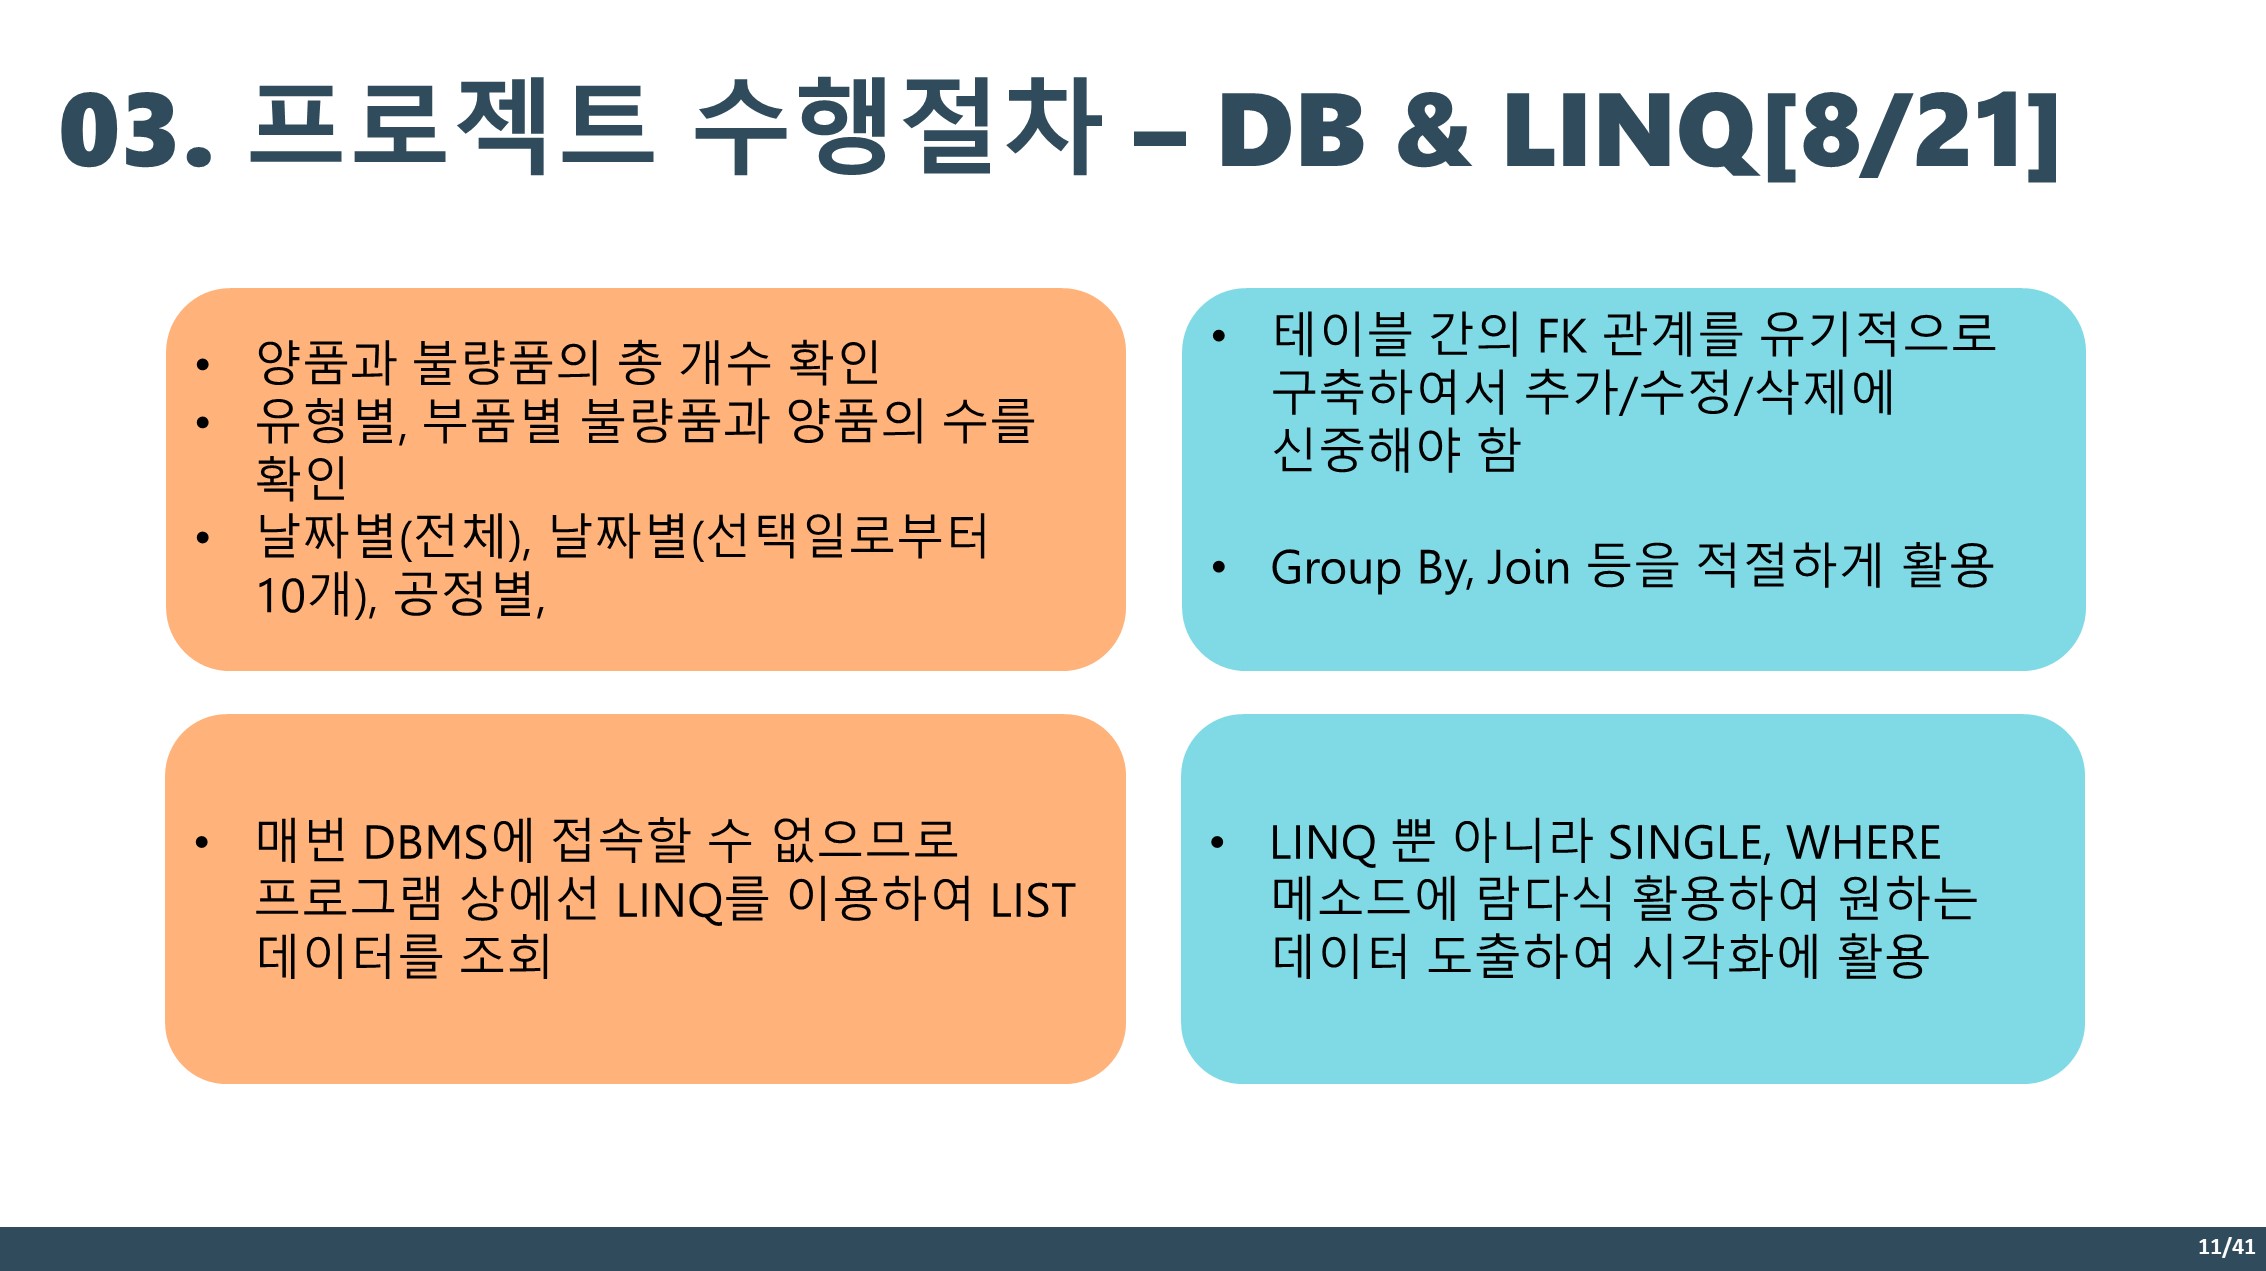 03. 프로젝트 수행절차 – DB & LINQ[8/21]
• 양품과 불량품의 총 개수 확인
• 유형별, 부품별 불량품과 양품의 수를
확인
• 날짜별(전체), 날짜별(선택일로부터
10개), 공정별,
• 테이블 간의 FK 관계를 유기적으로
구축하여서 추가/수정/삭제에
신중해야 함
• Group By, Join 등을 적절하게 활용
• 매번 DBMS에 접속할 수 없으므로
프로그램 상에선 LINQ를 이용하여 LIST
데이터를 조회
• LINQ 뿐 아니라 SINGLE, WHERE
메소드에 람다식 활용하여 원하는
데이터 도출하여 시각화에 활용
11/41